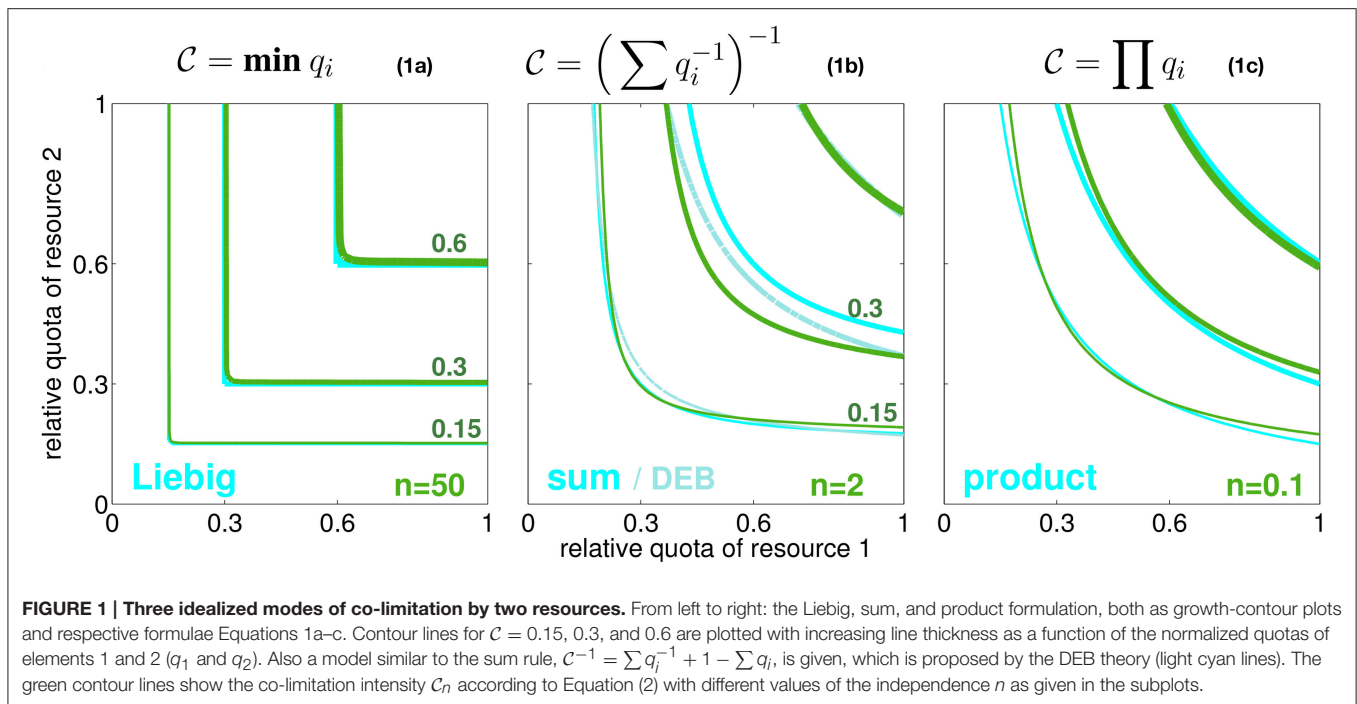 C = min qᵢ (1a)
C = (∑ qᵢ⁻¹)⁻¹ (1b)
C = ∏ qᵢ (1c)
relative quota of resource 2
1
0.6
0.3
0
0.6
0.3
0.15
Liebig
n=50
0.3
0.15
sum / DEB
n=2
product
n=0.1
0 0.3 0.6 1
0.3 0.6 1
0.3 0.6 1
relative quota of resource 1
FIGURE 1 | Three idealized modes of co-limitation by two resources. From left to right: the Liebig, sum, and product formulation, both as growth-contour plots
and respective formulae Equations 1a–c. Contour lines for C = 0.15, 0.3, and 0.6 are plotted with increasing line thickness as a function of the normalized quotas of
elements 1 and 2 (q₁ and q₂). Also a model similar to the sum rule, C⁻¹ = ∑qᵢ⁻¹ + 1 − ∑qᵢ, is given, which is proposed by the DEB theory (light cyan lines). The
green contour lines show the co-limitation intensity Cₙ according to Equation (2) with different values of the independence n as given in the subplots.